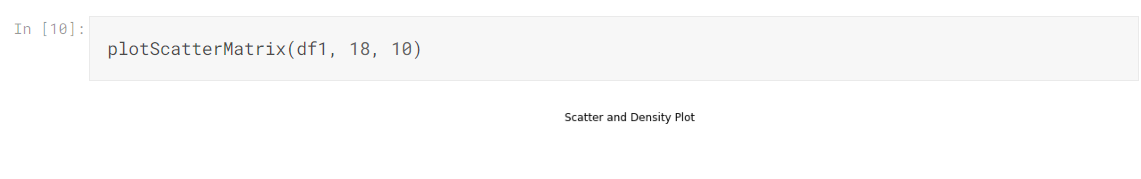 In [10]:
plotScatterMatrix(df1, 18, 10)
Scatter and Density Plot